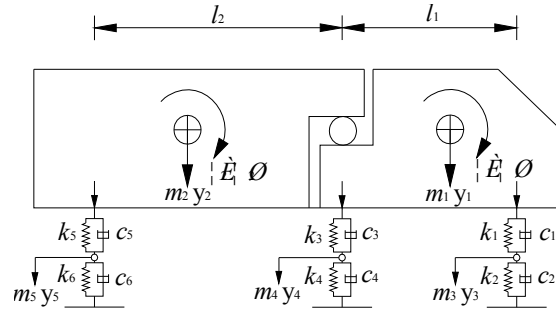 l2 l1
m2 y2 È Ø
m1 y1 È Ø
k5 c5 k3 c3 k1 c1
k6 c6 k4 c4 k2 c2
m5 y5 m4 y4 m3 y3